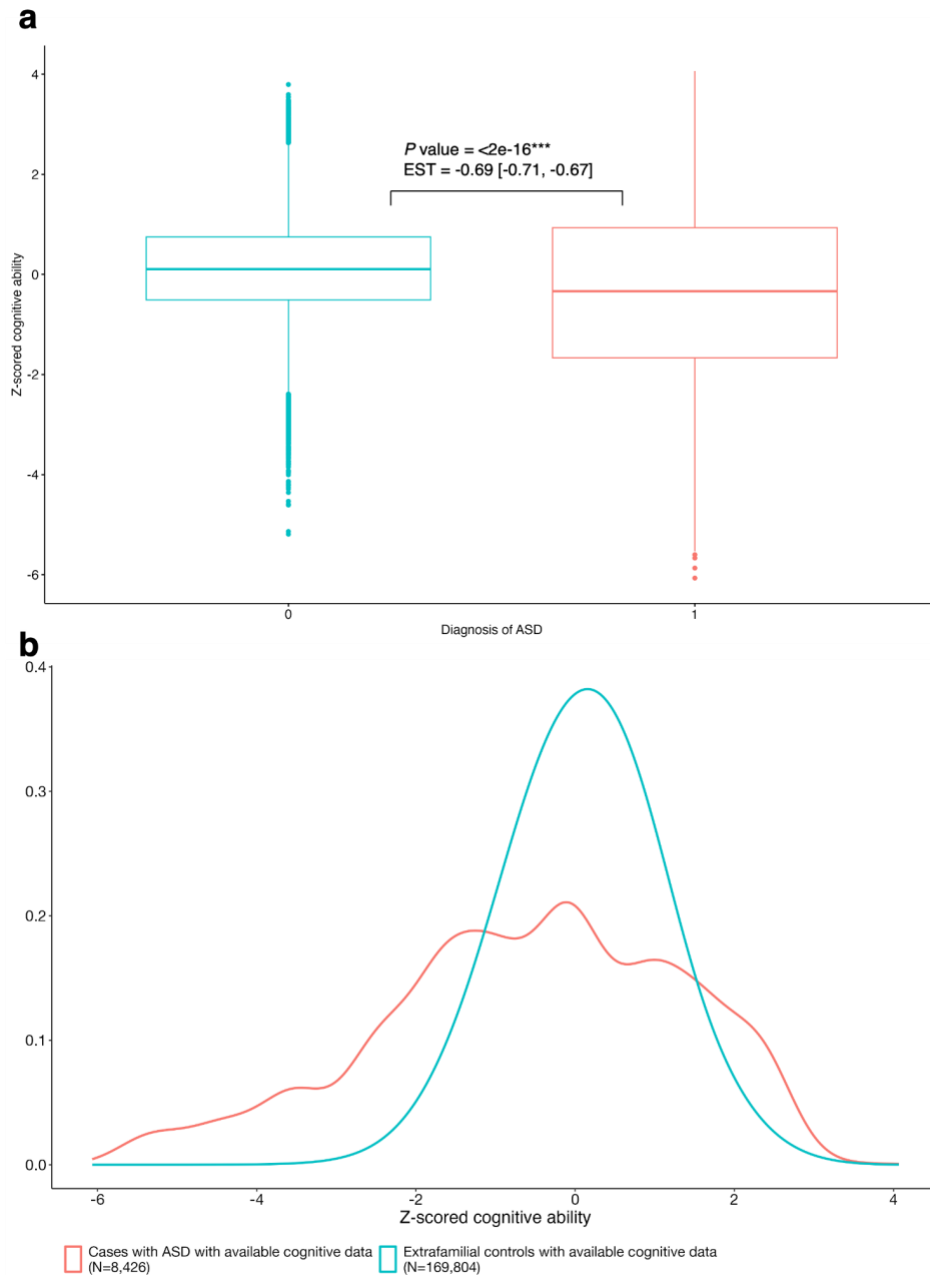 a
4
2
0
-2
-4
-6
Z-scored cognitive ability
P value = <2e-16***
EST = -0.69 [-0.71, -0.67]
0
1
Diagnosis of ASD
b
0.4
0.3
0.2
0.1
0.0
-6
-4
-2
0
2
4
Z-scored cognitive ability
Cases with ASD with available cognitive data
(N=8,426)
Extrafamilial controls with available cognitive data
(N=169,804)